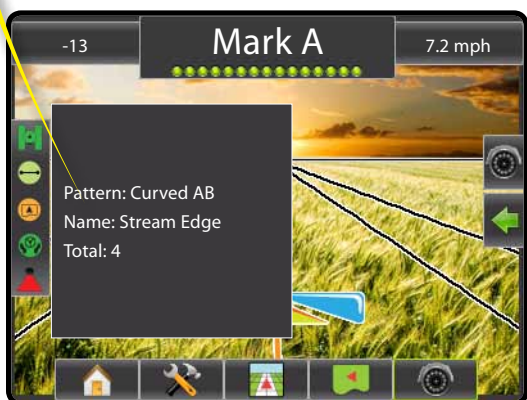 -13
Mark A
7.2 mph
Pattern: Curved AB
Name: Stream Edge
Total: 4